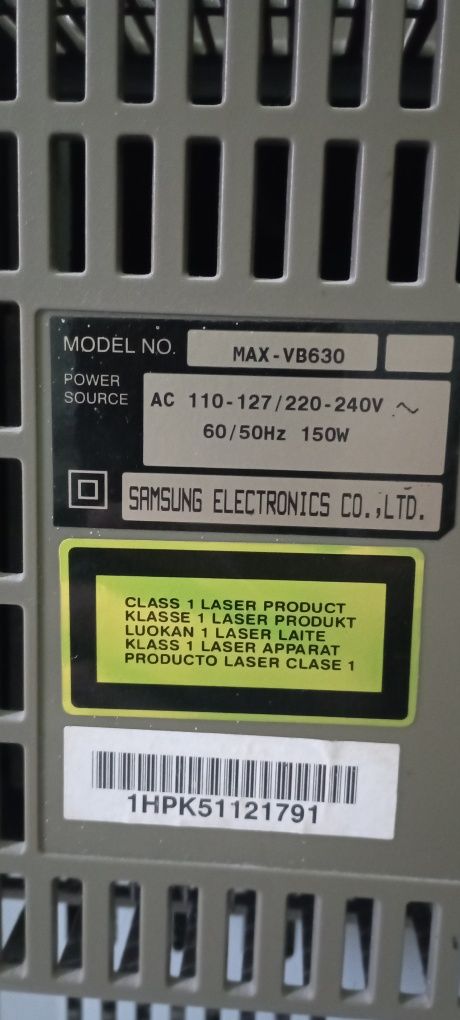 MODEL NO. MAX-VB630
POWER
SOURCE
AC 110-127/220-240V ~
60/50Hz 150W
SAMSUNG ELECTRONICS CO.,LTD.
CLASS 1 LASER PRODUCT
KLASSE 1 LASER PRODUKT
LUOKAN 1 LASER LAITE
KLASS 1 LASER APPARAT
PRODUCTO LASER CLASE 1
1HPK51121791